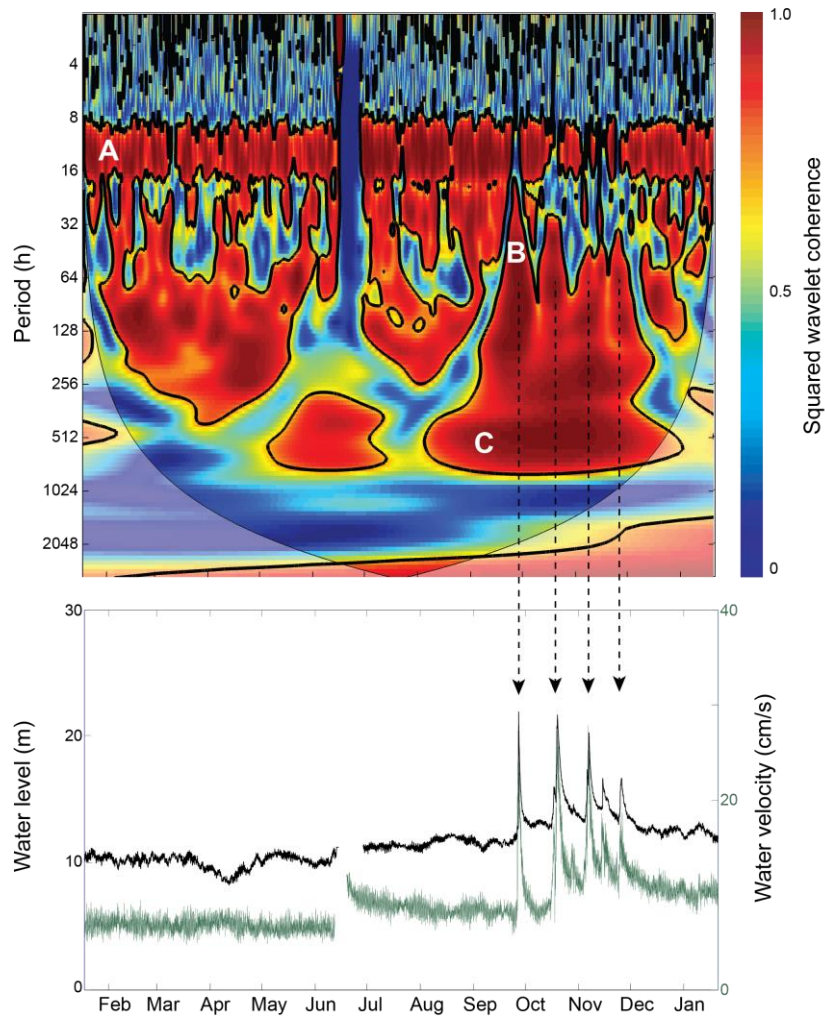 4
8
16
32
64
128
256
512
1024
2048
Period (h)
A
B
C
1.0
0.5
0
Squared wavelet coherence
30
20
10
0
Water level (m)
40
20
0
Water velocity (cm/s)
Feb Mar Apr May Jun Jul Aug Sep Oct Nov Dec Jan